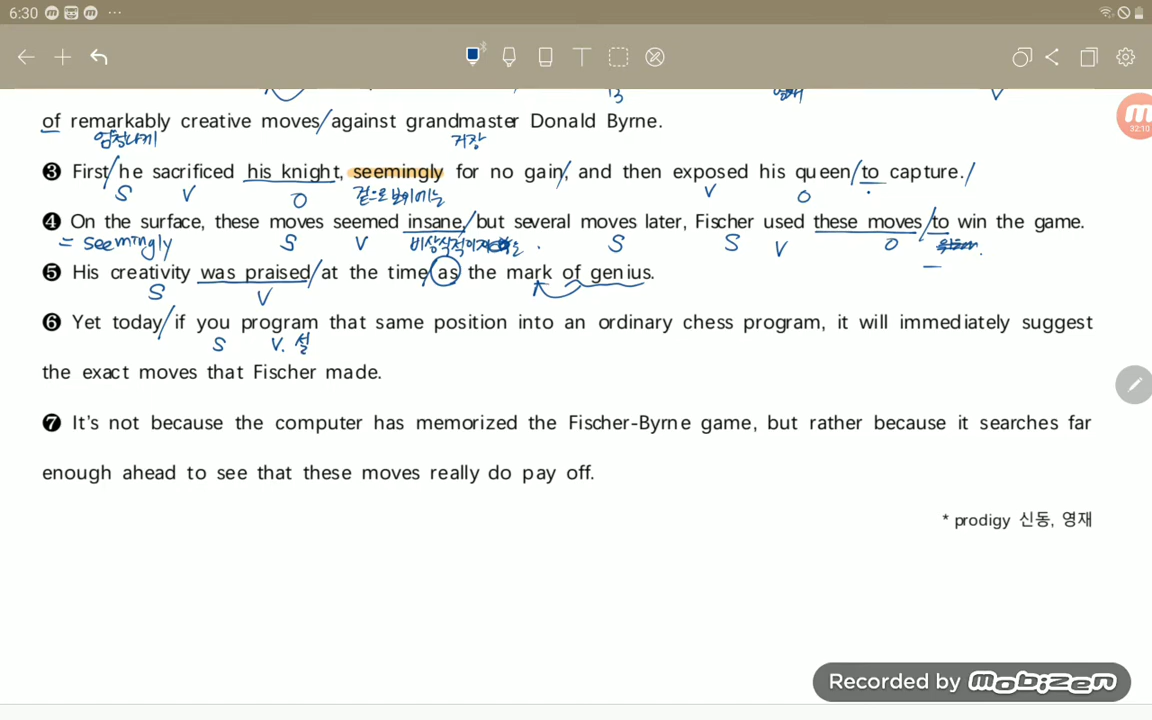 6:30
32:10
of remarkably creative moves/against grandmaster Donald Byrne.
엄청나게 거장
❸ First/he sacrificed his knight, seemingly for no gain/, and then exposed his queen/to capture./
S V O 겉으로 보기에는 V O
❹ On the surface, these moves seemed insane/but several moves later, Fischer used these moves/to win the game.
= seemingly S V S S V O
❺ His creativity was praised/at the time/as the mark of genius.
S V
❻ Yet today/if you program that same position into an ordinary chess program, it will immediately suggest
S V. 설
the exact moves that Fischer made.
❼ It's not because the computer has memorized the Fischer-Byrne game, but rather because it searches far
enough ahead to see that these moves really do pay off.
* prodigy 신동, 영재
Recorded by mobizen